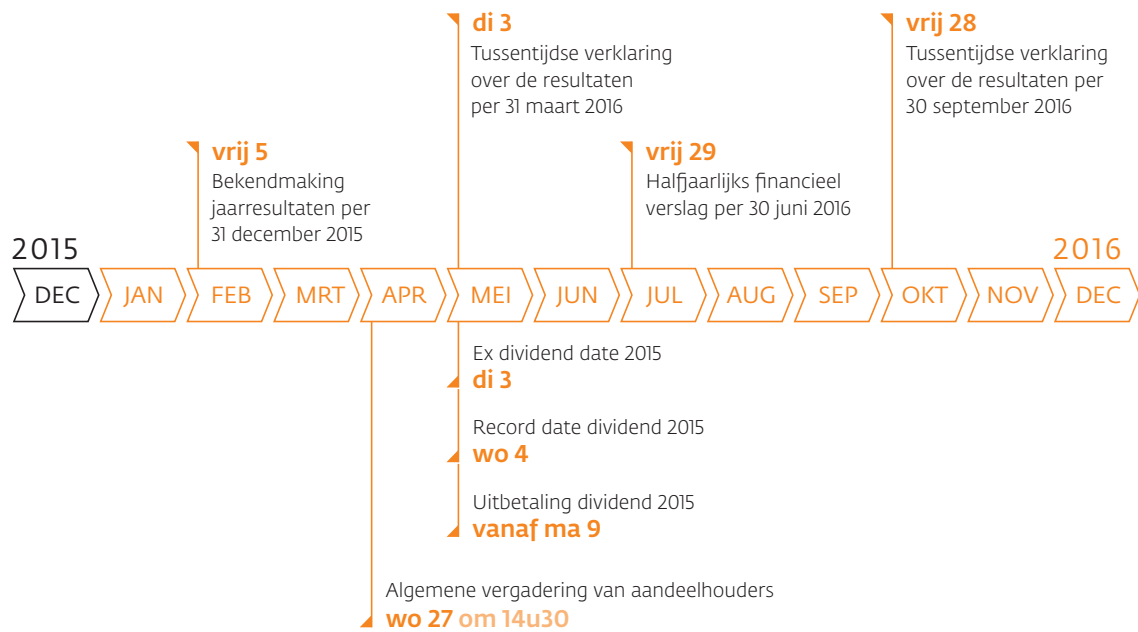 di 3
Tussentijdse verklaring
over de resultaten
per 31 maart 2016
vrij 28
Tussentijdse verklaring
over de resultaten per
30 september 2016
vrij 5
Bekendmaking
jaarresultaten per
31 december 2015
vrij 29
Halfjaarlijks financieel
verslag per 30 juni 2016
2015
2016
DEC JAN FEB MRT APR MEI JUN JUL AUG SEP OKT NOV DEC
Ex dividend date 2015
di 3
Record date dividend 2015
wo 4
Uitbetaling dividend 2015
vanaf ma 9
Algemene vergadering van aandeelhouders
wo 27 om 14u30